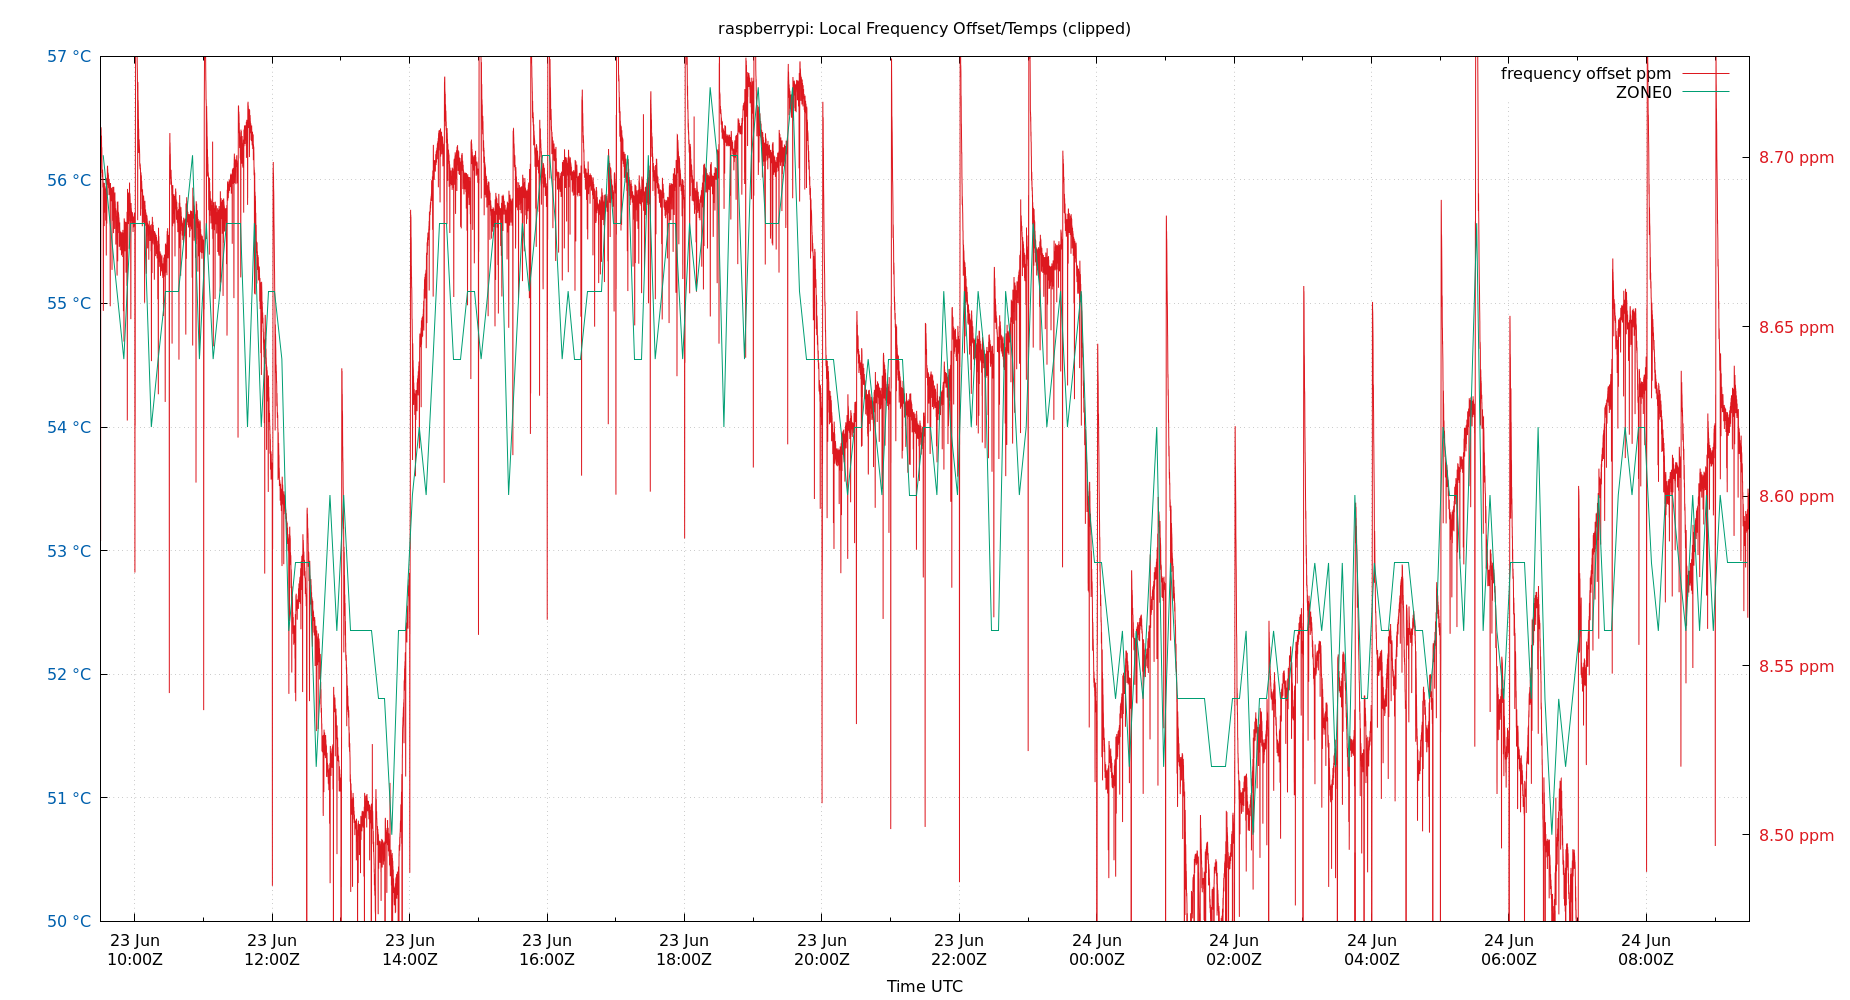 raspberrypi: Local Frequency Offset/Temps (clipped)
frequency offset ppm
ZONE0
57 °C
56 °C
55 °C
54 °C
53 °C
52 °C
51 °C
50 °C
8.70 ppm
8.65 ppm
8.60 ppm
8.55 ppm
8.50 ppm
23 Jun
10:00Z
23 Jun
12:00Z
23 Jun
14:00Z
23 Jun
16:00Z
23 Jun
18:00Z
23 Jun
20:00Z
23 Jun
22:00Z
24 Jun
00:00Z
24 Jun
02:00Z
24 Jun
04:00Z
24 Jun
06:00Z
24 Jun
08:00Z
Time UTC